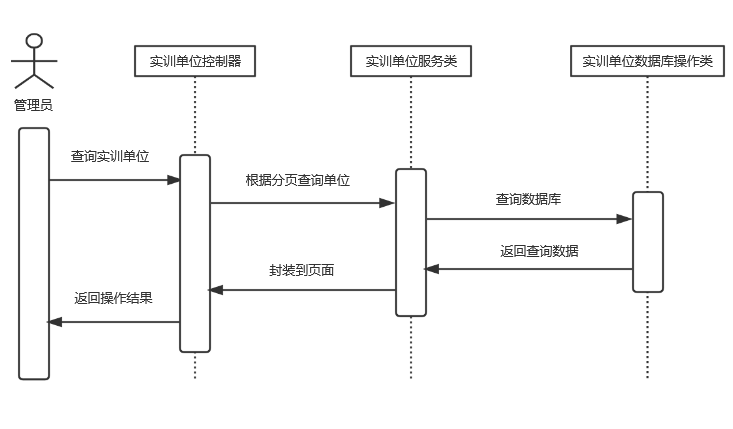 实训单位控制器
实训单位服务类
实训单位数据库操作类
管理员
查询实训单位
根据分页查询单位
查询数据库
返回查询数据
封装到页面
返回操作结果